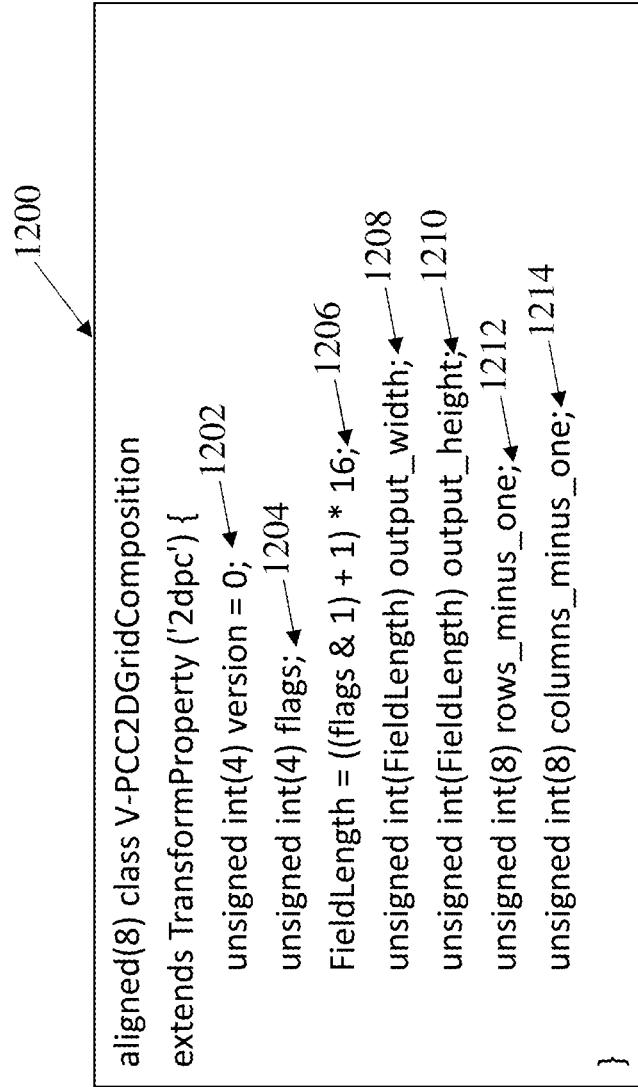 1200
aligned(8) class V-PCC2DGridComposition
extends TransformProperty ('2dpc') {
unsigned int(4) version = 0; 1202
unsigned int(4) flags; 1204
FieldLength = ((flags & 1) + 1) * 16; 1206
unsigned int(FieldLength) output_width; 1208
unsigned int(FieldLength) output_height; 1210
unsigned int(8) rows_minus_one; 1212
unsigned int(8) columns_minus_one; 1214
}